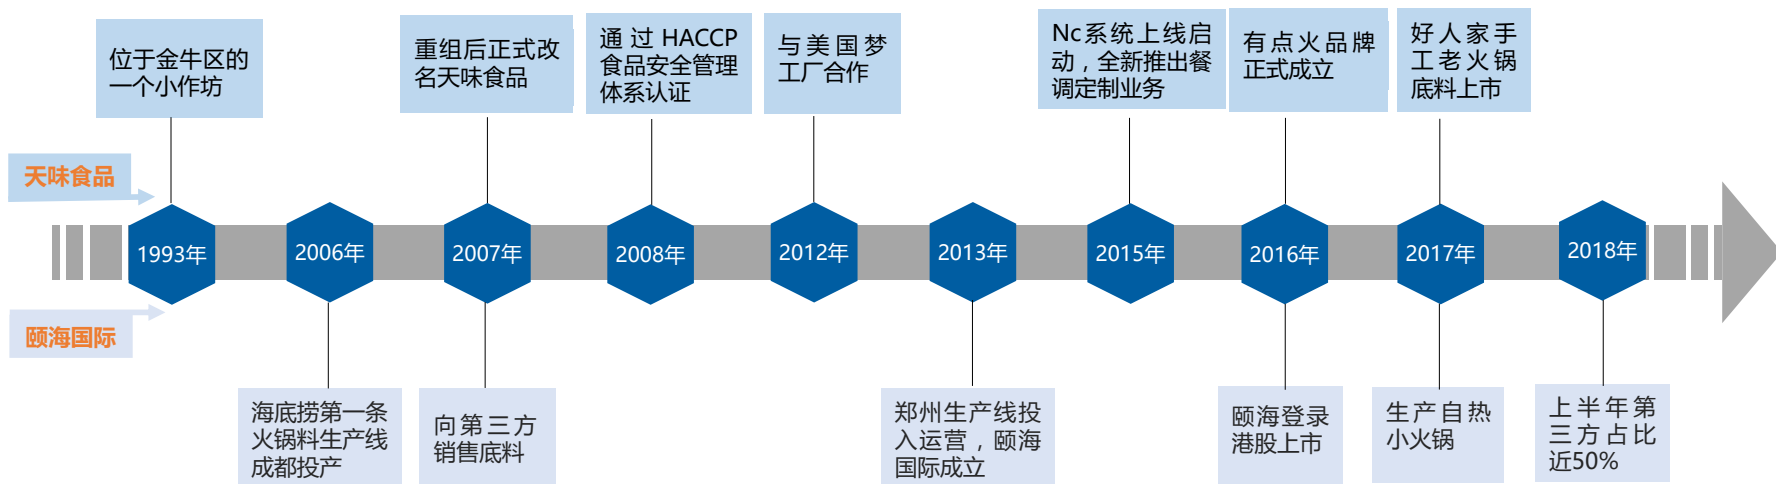 位于金牛区的
一个小作坊
重组后正式改
名天味食品
通过HACCP
食品安全管理
体系认证
与美国梦
工厂合作
Nc系统上线启
动，全新推出餐
调定制业务
有点火品牌
正式成立
好人家手
工老火锅
底料上市
天味食品
1993年
2006年
2007年
2008年
2012年
2013年
2015年
2016年
2017年
2018年
颐海国际
海底捞第一条
火锅料生产线
成都投产
向第三方
销售底料
郑州生产线投
入运营，颐海
国际成立
颐海登录
港股上市
生产自热
小火锅
上半年第
三方占比
近50%